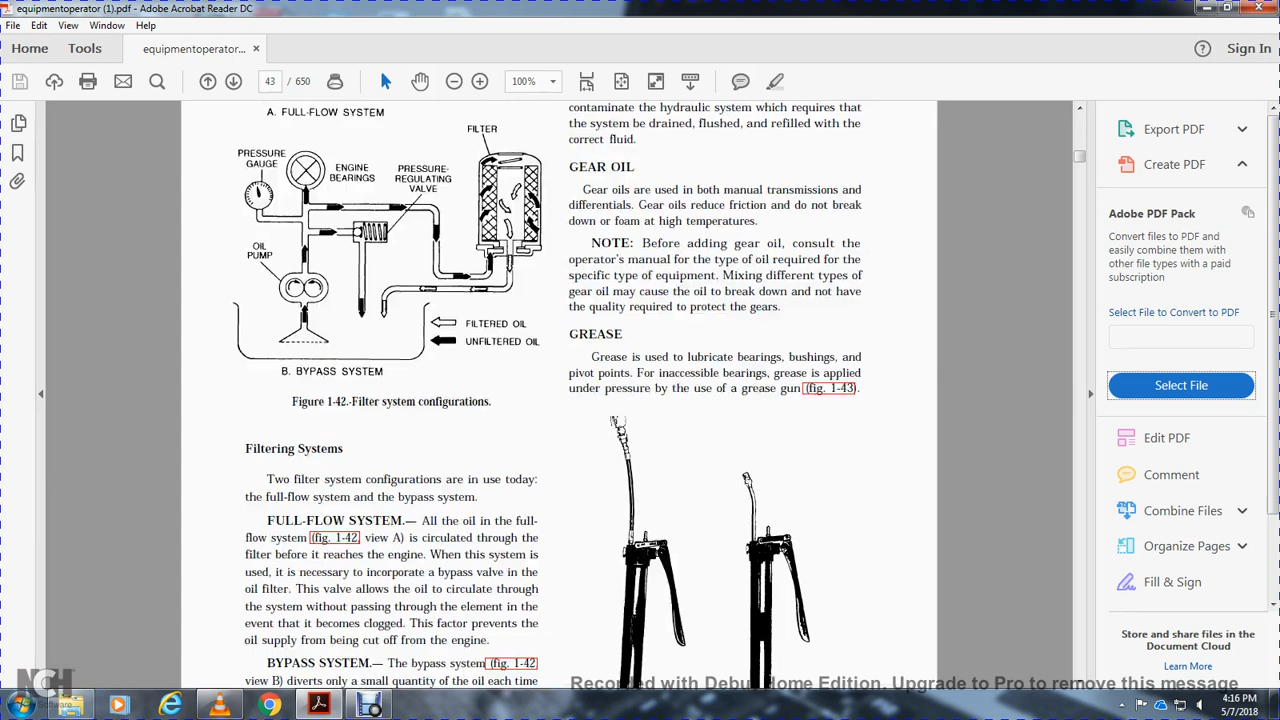 equipmentoperator (1).pdf - Adobe Acrobat Reader DC
File Edit View Window Help
Home Tools equipmentoperator... × Sign In
43 / 650 100%
A. FULL-FLOW SYSTEM
FILTER
PRESSURE
GAUGE
ENGINE
BEARINGS
PRESSURE-
REGULATING
VALVE
OIL
PUMP
FILTERED OIL
UNFILTERED OIL
B. BYPASS SYSTEM
Figure 1-42.-Filter system configurations.
Filtering Systems
Two filter system configurations are in use today:
the full-flow system and the bypass system.
FULL-FLOW SYSTEM.— All the oil in the full-
flow system (fig. 1-42, view A) is circulated through the
filter before it reaches the engine. When this system is
used, it is necessary to incorporate a bypass valve in the
oil filter. This valve allows the oil to circulate through
the system without passing through the element in the
event that it becomes clogged. This factor prevents the
oil supply from being cut off from the engine.
BYPASS SYSTEM.— The bypass system (fig. 1-42
view B) diverts only a small quantity of the oil each time
contaminate the hydraulic system which requires that
the system be drained, flushed, and refilled with the
correct fluid.
GEAR OIL
Gear oils are used in both manual transmissions and
differentials. Gear oils reduce friction and do not break
down or foam at high temperatures.
NOTE: Before adding gear oil, consult the
operator's manual for the type of oil required for the
specific type of equipment. Mixing different types of
gear oil may cause the oil to break down and not have
the quality required to protect the gears.
GREASE
Grease is used to lubricate bearings, bushings, and
pivot points. For inaccessible bearings, grease is applied
under pressure by the use of a grease gun (fig. 1-43).
Export PDF
Create PDF
Adobe PDF Pack
Convert files to PDF and
easily combine them with
other file types with a paid
subscription
Select File to Convert to PDF
Select File
Edit PDF
Comment
Combine Files
Organize Pages
Fill & Sign
Store and share files in the
Document Cloud
Learn More
NCH
Recorded with Debut Home Edition. Upgrade to Pro to remove this message
4:16 PM
5/7/2018